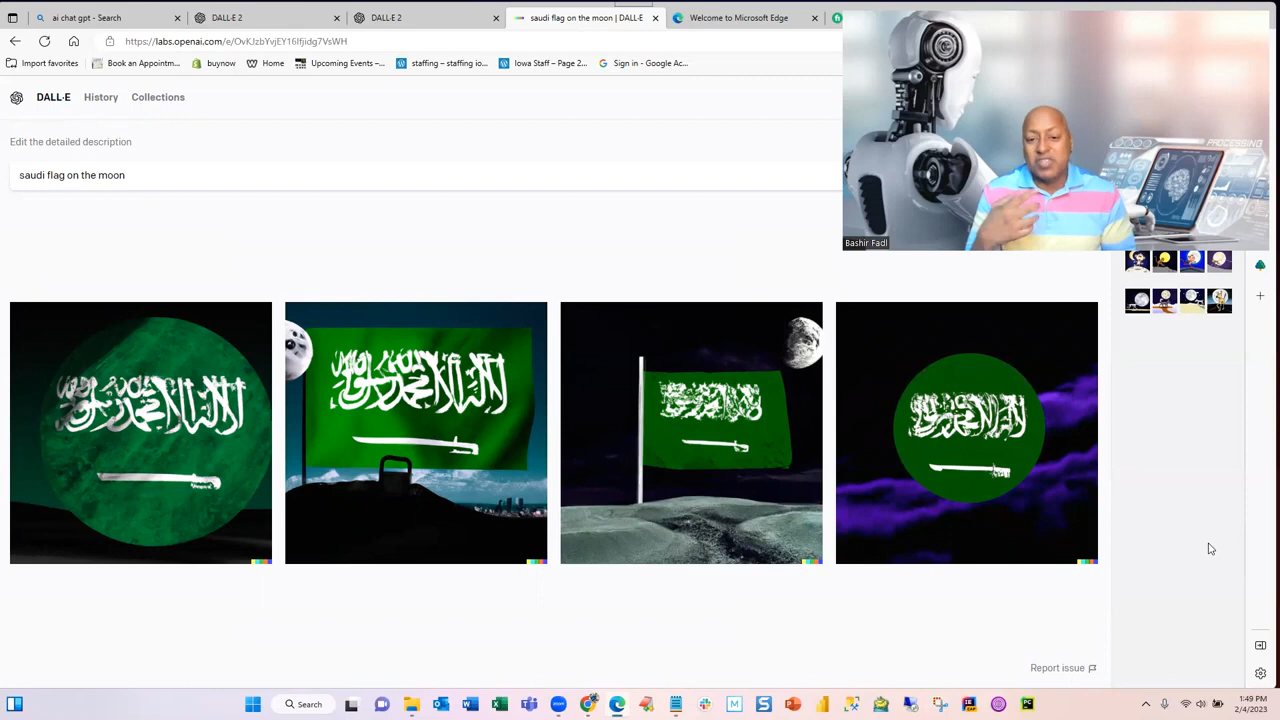 ai chat gpt - Search
DALL·E 2
DALL·E 2
saudi flag on the moon | DALL·E
Welcome to Microsoft Edge
https://labs.openai.com/e/OvKJzbYvjEY16lfjidg7VsWH
Import favorites
Book an Appointm...
buynow
Home
Upcoming Events –...
staffing – staffing io...
Iowa Staff – Page 2...
Sign in - Google Ac...
DALL·E
History
Collections
Edit the detailed description
saudi flag on the moon
PROCESSING
Bashir Fadl
Report issue
Search
zoom
1:49 PM
2/4/2023